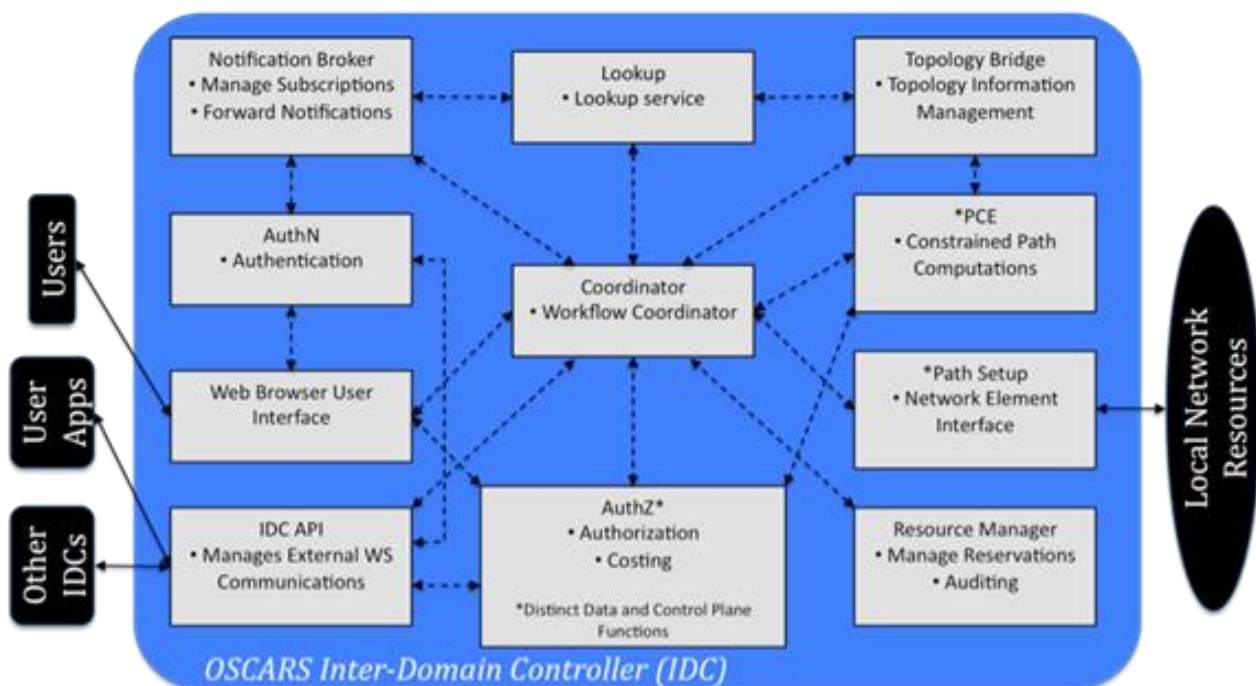 Notification Broker
• Manage Subscriptions
• Forward Notifications
Lookup
• Lookup service
Topology Bridge
• Topology Information
Management
Users
AuthN
• Authentication
*PCE
• Constrained Path
Computations
Coordinator
• Workflow Coordinator
User
Apps
Web Browser User
Interface
*Path Setup
• Network Element
Interface
Local Network
Resources
Other
IDCs
IDC API
• Manages External WS
Communications
AuthZ*
• Authorization
• Costing
*Distinct Data and Control Plane
Functions
Resource Manager
• Manage Reservations
• Auditing
OSCARS Inter-Domain Controller (IDC)